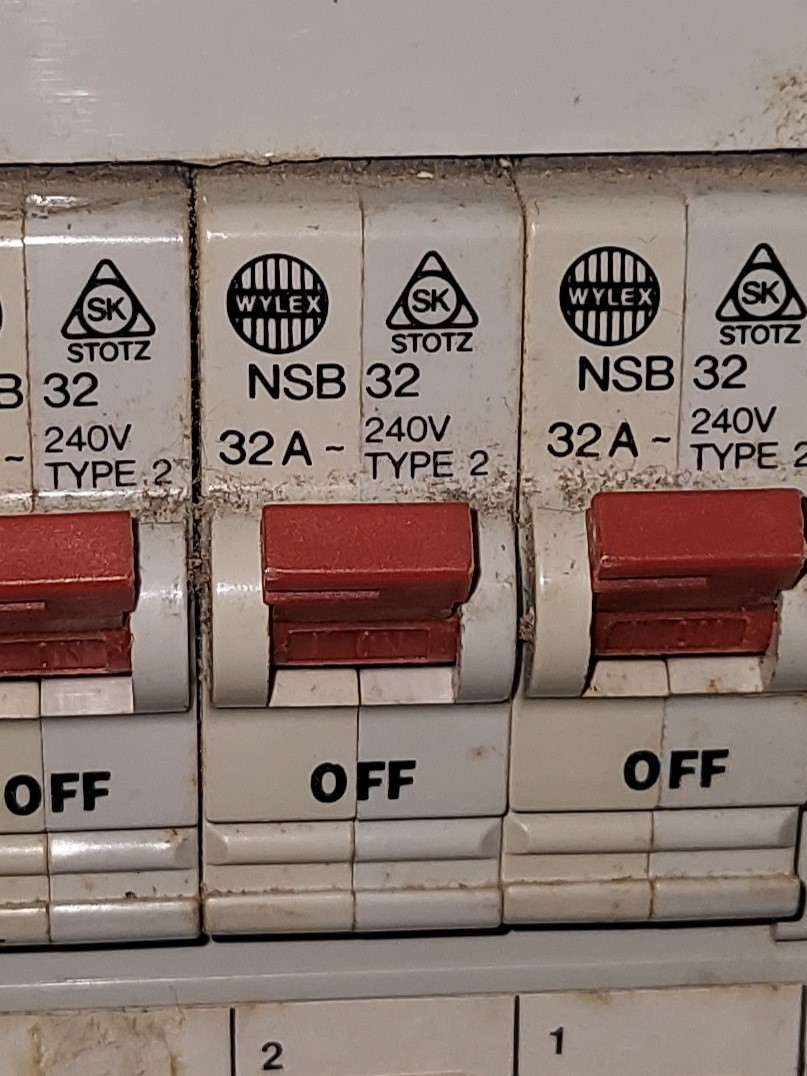 SK
STOTZ
B 32
~ 240V
TYPE 2
OFF
WYLEX SK
STOTZ
NSB 32
32A ~ 240V
TYPE 2
OFF
2
WYLEX SK
STOTZ
NSB 32
32A ~ 240V
TYPE 2
OFF
1